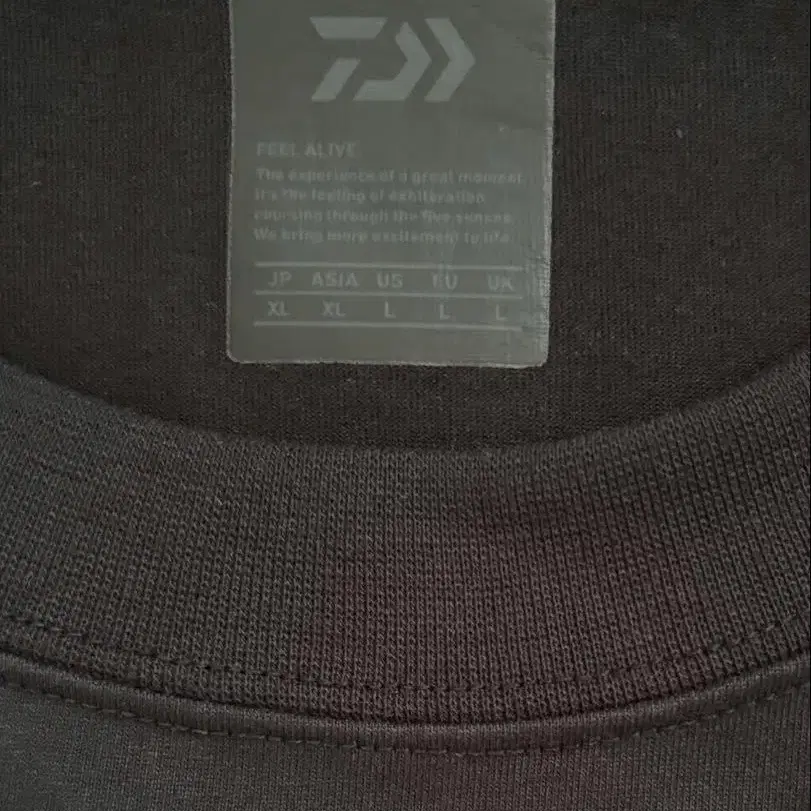 FEEL ALIVE
The experience of a great moment.
It's the feeling of exhilaration
coursing through the five senses.
We bring more excitement to life.
JP ASIA US EU UK
XL XL L L L